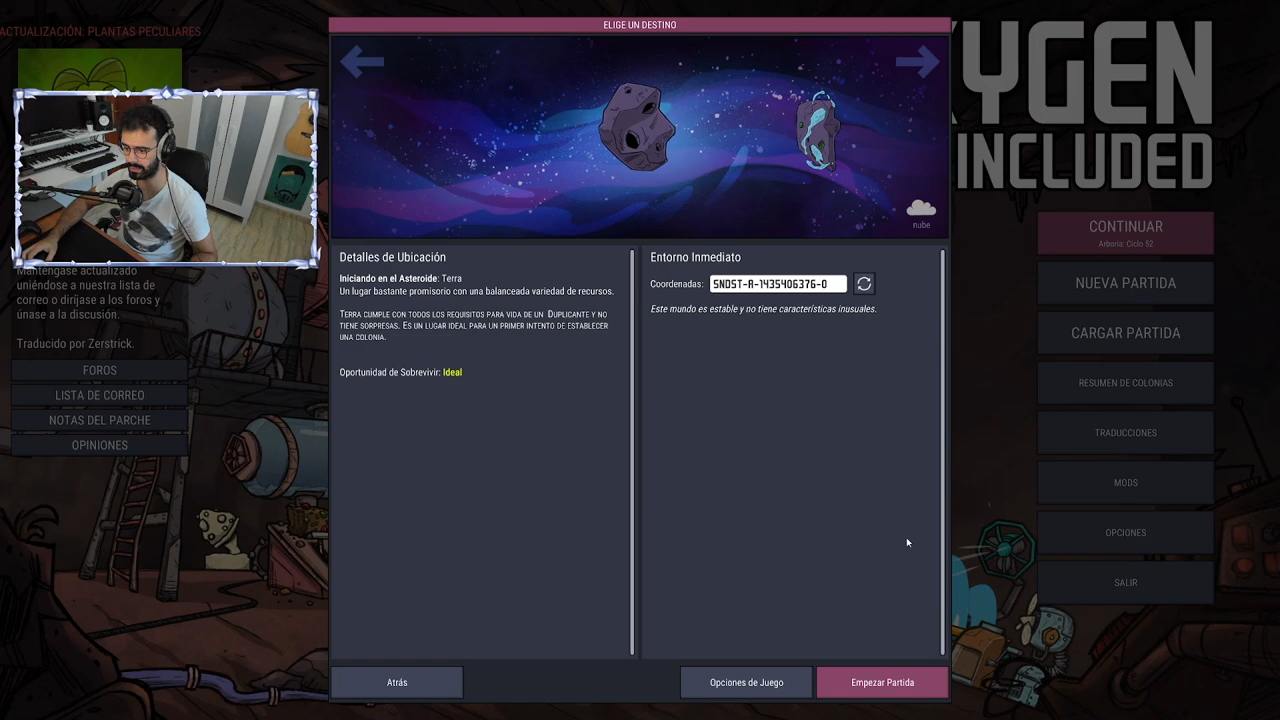 ACTUALIZACIÓN: PLANTAS PECULIARES
ELIGE UN DESTINO
XYGEN
INCLUDED
nube
Detalles de Ubicación
Iniciando en el Asteroide: Terra
Un lugar bastante promisorio con una balanceada variedad de recursos.
TERRA CUMPLE CON TODOS LOS REQUISITOS PARA VIDA DE UN DUPLICANTE Y NO
TIENE SORPRESAS. ES UN LUGAR IDEAL PARA UN PRIMER INTENTO DE ESTABLECER
UNA COLONIA.
Oportunidad de Sobrevivir: Ideal
Entorno Inmediato
Coordenadas: SNDST-A-1435406376-0
Este mundo es estable y no tiene características inusuales.
Manténgase actualizado
uniéndose a nuestra lista de
correo o diríjase a los foros y
únase a la discusión.
Traducido por Zerstrick.
FOROS
LISTA DE CORREO
NOTAS DEL PARCHE
OPINIONES
CONTINUAR
Arboria: Ciclo 52
NUEVA PARTIDA
CARGAR PARTIDA
RESUMEN DE COLONIAS
TRADUCCIONES
MODS
OPCIONES
SALIR
Atrás
Opciones de Juego
Empezar Partida